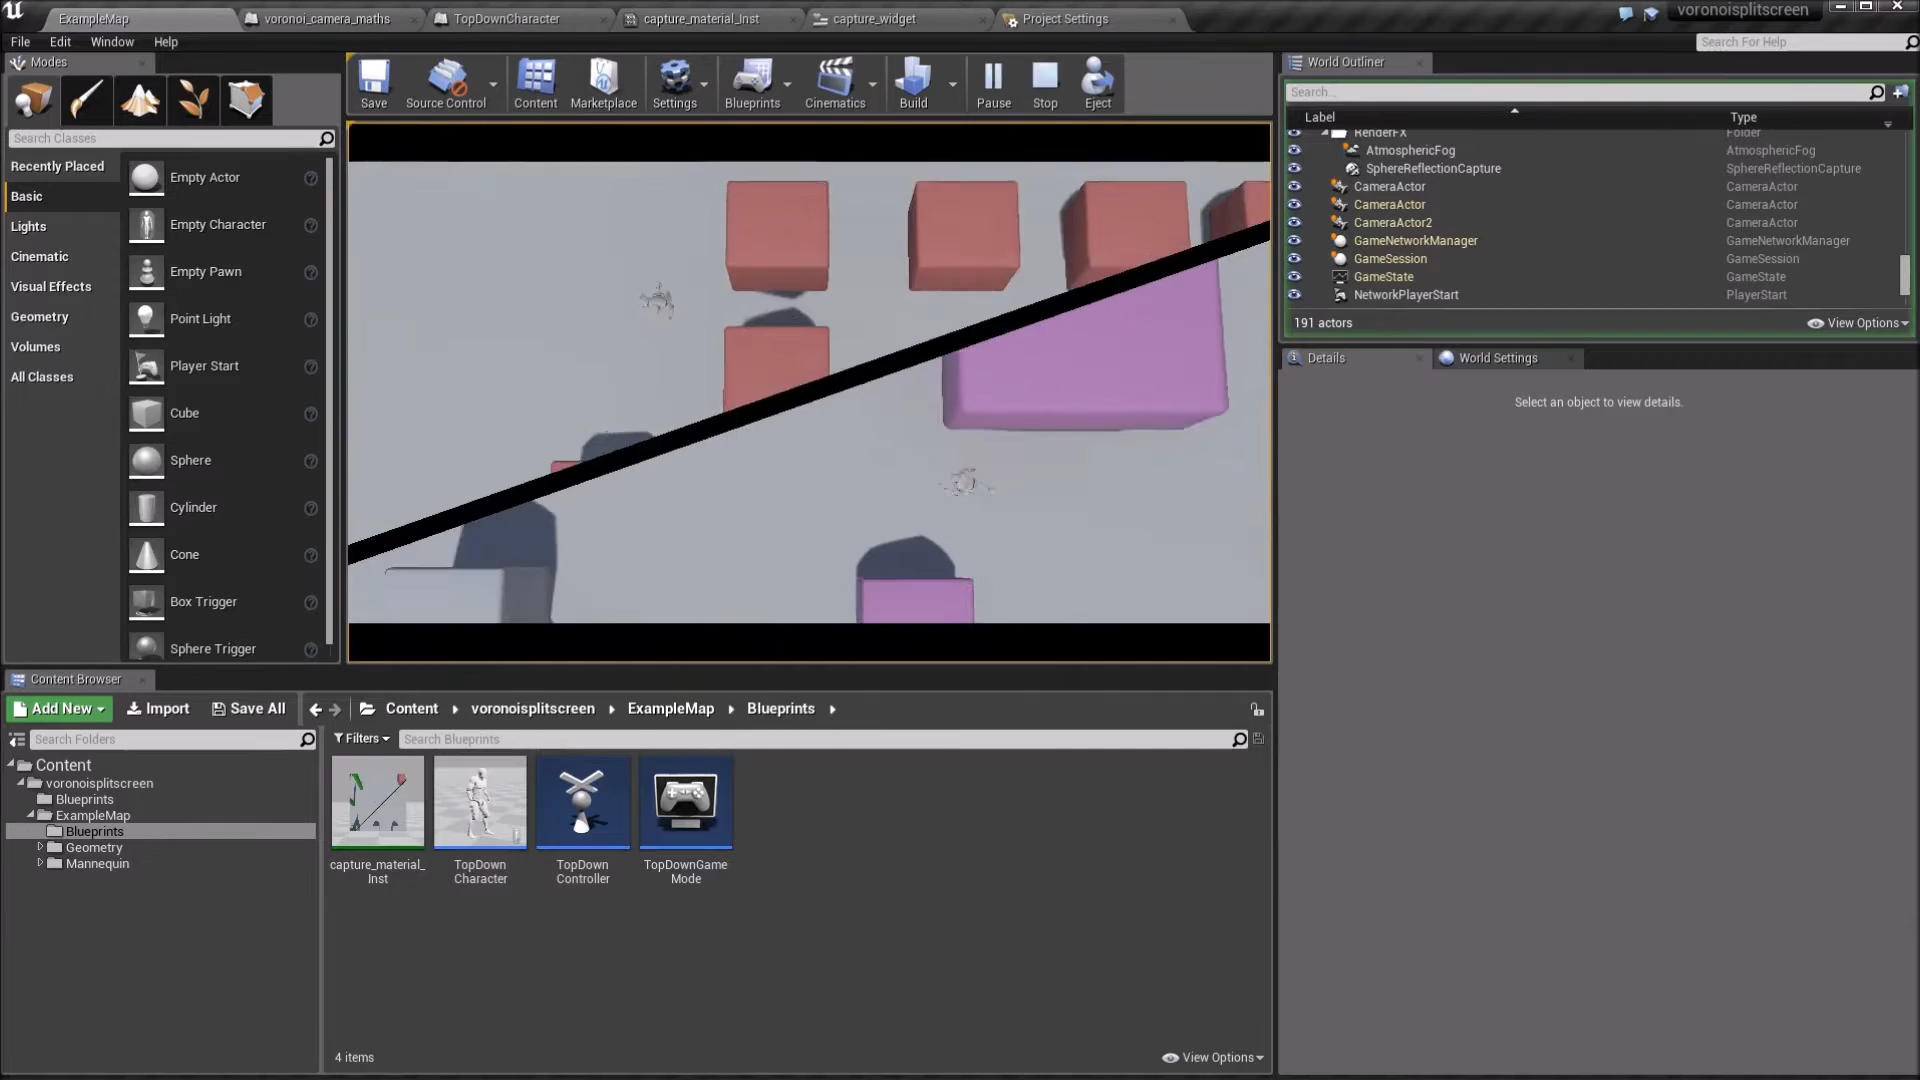 ExampleMap
voronoi_camera_maths
TopDownCharacter
capture_material_Inst
capture_widget
Project Settings
voronoisplitscreen
File Edit Window Help
Search For Help
Modes
Search Classes
Recently Placed
Basic
Lights
Cinematic
Visual Effects
Geometry
Volumes
All Classes
Empty Actor
Empty Character
Empty Pawn
Point Light
Player Start
Cube
Sphere
Cylinder
Cone
Box Trigger
Sphere Trigger
Save
Source Control
Content
Marketplace
Settings
Blueprints
Cinematics
Build
Pause
Stop
Eject
World Outliner
Search...
Label Type
RenderFX Folder
AtmosphericFog AtmosphericFog
SphereReflectionCapture SphereReflectionCapture
CameraActor CameraActor
CameraActor CameraActor
CameraActor2 CameraActor
GameNetworkManager GameNetworkManager
GameSession GameSession
GameState GameState
NetworkPlayerStart PlayerStart
191 actors
View Options
Details
World Settings
Select an object to view details.
Content Browser
Add New
Import
Save All
Content
voronoisplitscreen
ExampleMap
Blueprints
Search Folders
Filters
Search Blueprints
Content
voronoisplitscreen
Blueprints
ExampleMap
Blueprints
Geometry
Mannequin
capture_material_
Inst
TopDown
Character
TopDown
Controller
TopDownGame
Mode
4 items
View Options